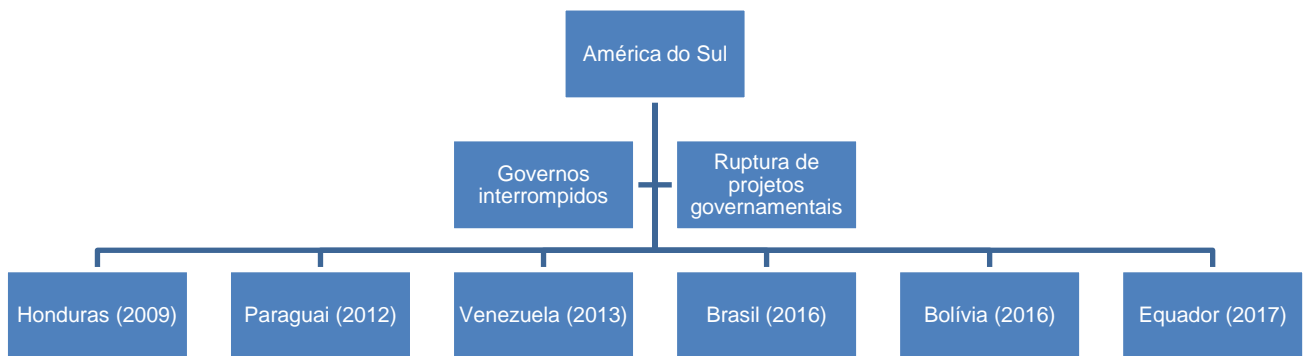 América do Sul
Governos
interrompidos
Ruptura de
projetos
governamentais
Honduras (2009)
Paraguai (2012)
Venezuela (2013)
Brasil (2016)
Bolívia (2016)
Equador (2017)